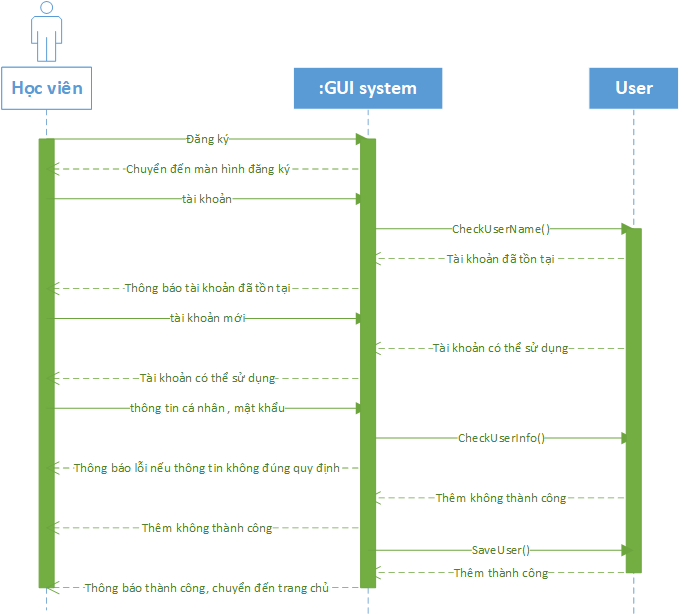 Học viên
:GUI system
User
Đăng ký
Chuyển đến màn hình đăng ký
tài khoản
CheckUserName()
Tài khoản đã tồn tại
Thông báo tài khoản đã tồn tại
tài khoản mới
Tài khoản có thể sử dụng
Tài khoản có thể sử dụng
thông tin cá nhân , mật khẩu
CheckUserInfo()
Thông báo lỗi nếu thông tin không đúng quy định
Thêm không thành công
Thêm không thành công
SaveUser()
Thêm thành công
Thông báo thành công, chuyển đến trang chủ